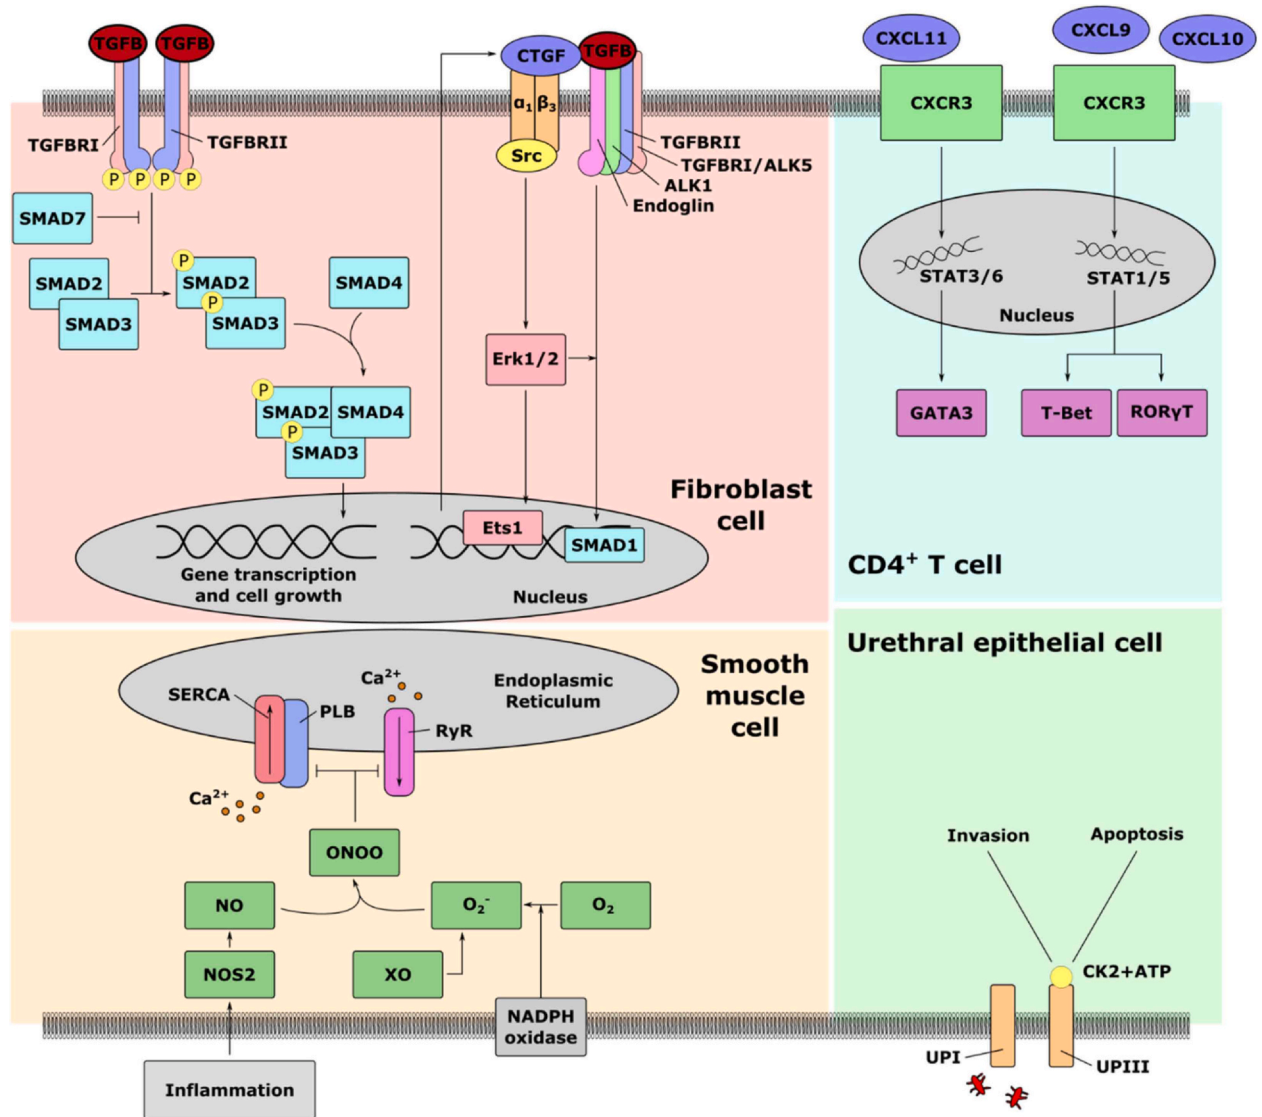 TGFB
TGFB
TGFBRI
TGFBRII
P
P
P
P
SMAD7
SMAD2
SMAD3
P
SMAD2
P
SMAD3
SMAD4
P
SMAD2
SMAD4
P
SMAD3
CTGF
TGFB
α₁
β₃
Src
TGFBRII
TGFBRI/ALK5
ALK1
Endoglin
Erk1/2
Ets1
SMAD1
Gene transcription
and cell growth
Nucleus
Fibroblast
cell
CXCL11
CXCL9
CXCL10
CXCR3
CXCR3
STAT3/6
STAT1/5
Nucleus
GATA3
T-Bet
RORγT
CD4⁺ T cell
Smooth
muscle
cell
Endoplasmic
Reticulum
SERCA
PLB
Ca²⁺
RyR
Ca²⁺
ONOO
NO
O₂⁻
O₂
NOS2
XO
NADPH
oxidase
Inflammation
Urethral epithelial cell
Invasion
Apoptosis
CK2+ATP
UPI
UPIII